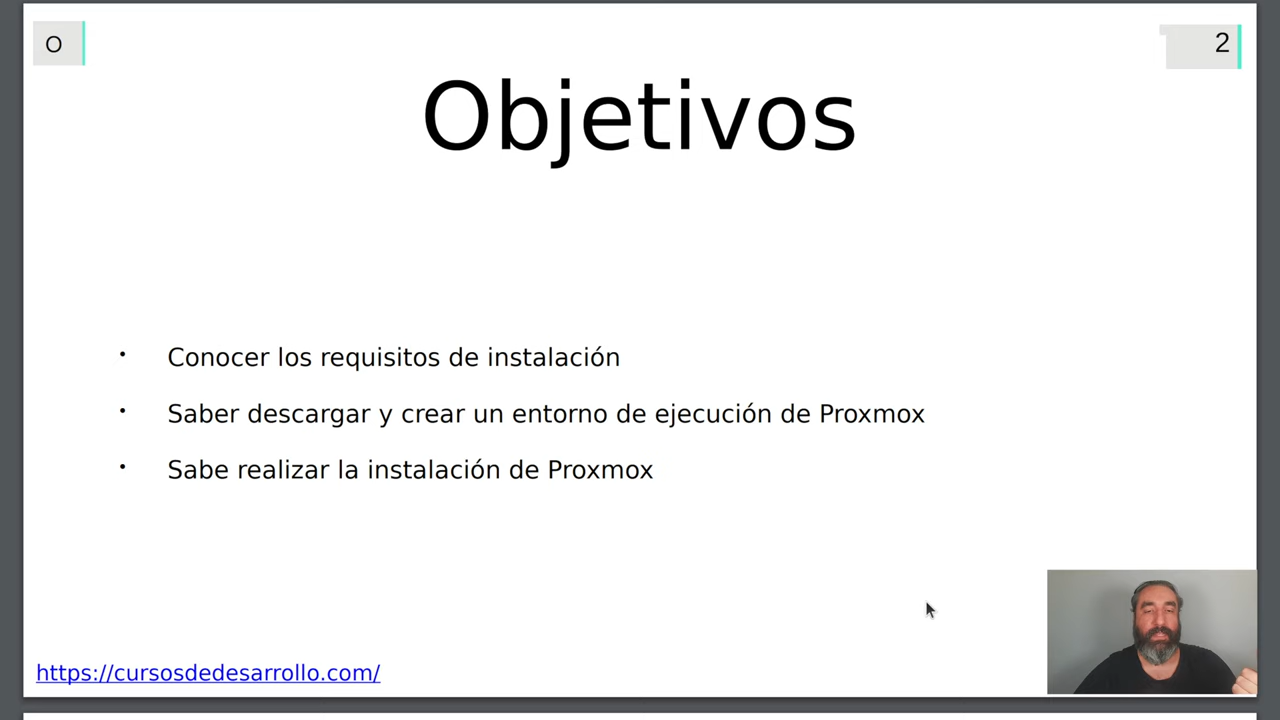 O
2
Objetivos
• Conocer los requisitos de instalación
• Saber descargar y crear un entorno de ejecución de Proxmox
• Sabe realizar la instalación de Proxmox
https://cursosdedesarrollo.com/